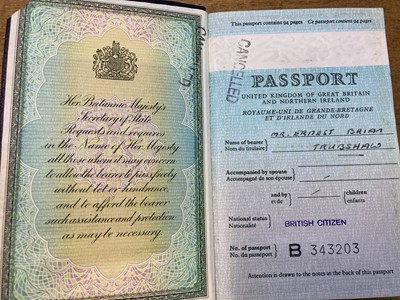 Her Britannic Majesty's
Secretary of State
Requests and requires
in the Name of Her Majesty
all those whom it may concern
to allow the bearer to pass freely
without let or hindrance,
and to afford the bearer
such assistance and protection
as may be necessary.
CANCELLED
This passport contains 94 pages Ce passeport contient 94 pages
CANCELLED
PASSPORT
UNITED KINGDOM OF GREAT BRITAIN
AND NORTHERN IRELAND
ROYAUME-UNI DE GRANDE-BRETAGNE
ET D'IRLANDE DU NORD
Name of bearer MR. ERNEST BRIAN
Nom du titulaire TRUBSHAW
Accompanied by spouse
Accompagné de son épouse
and by children
et de enfants
National status
Nationalité BRITISH CITIZEN
No. of passport
No. du passeport B 343203
Attention is drawn to the notes at the back of this passport